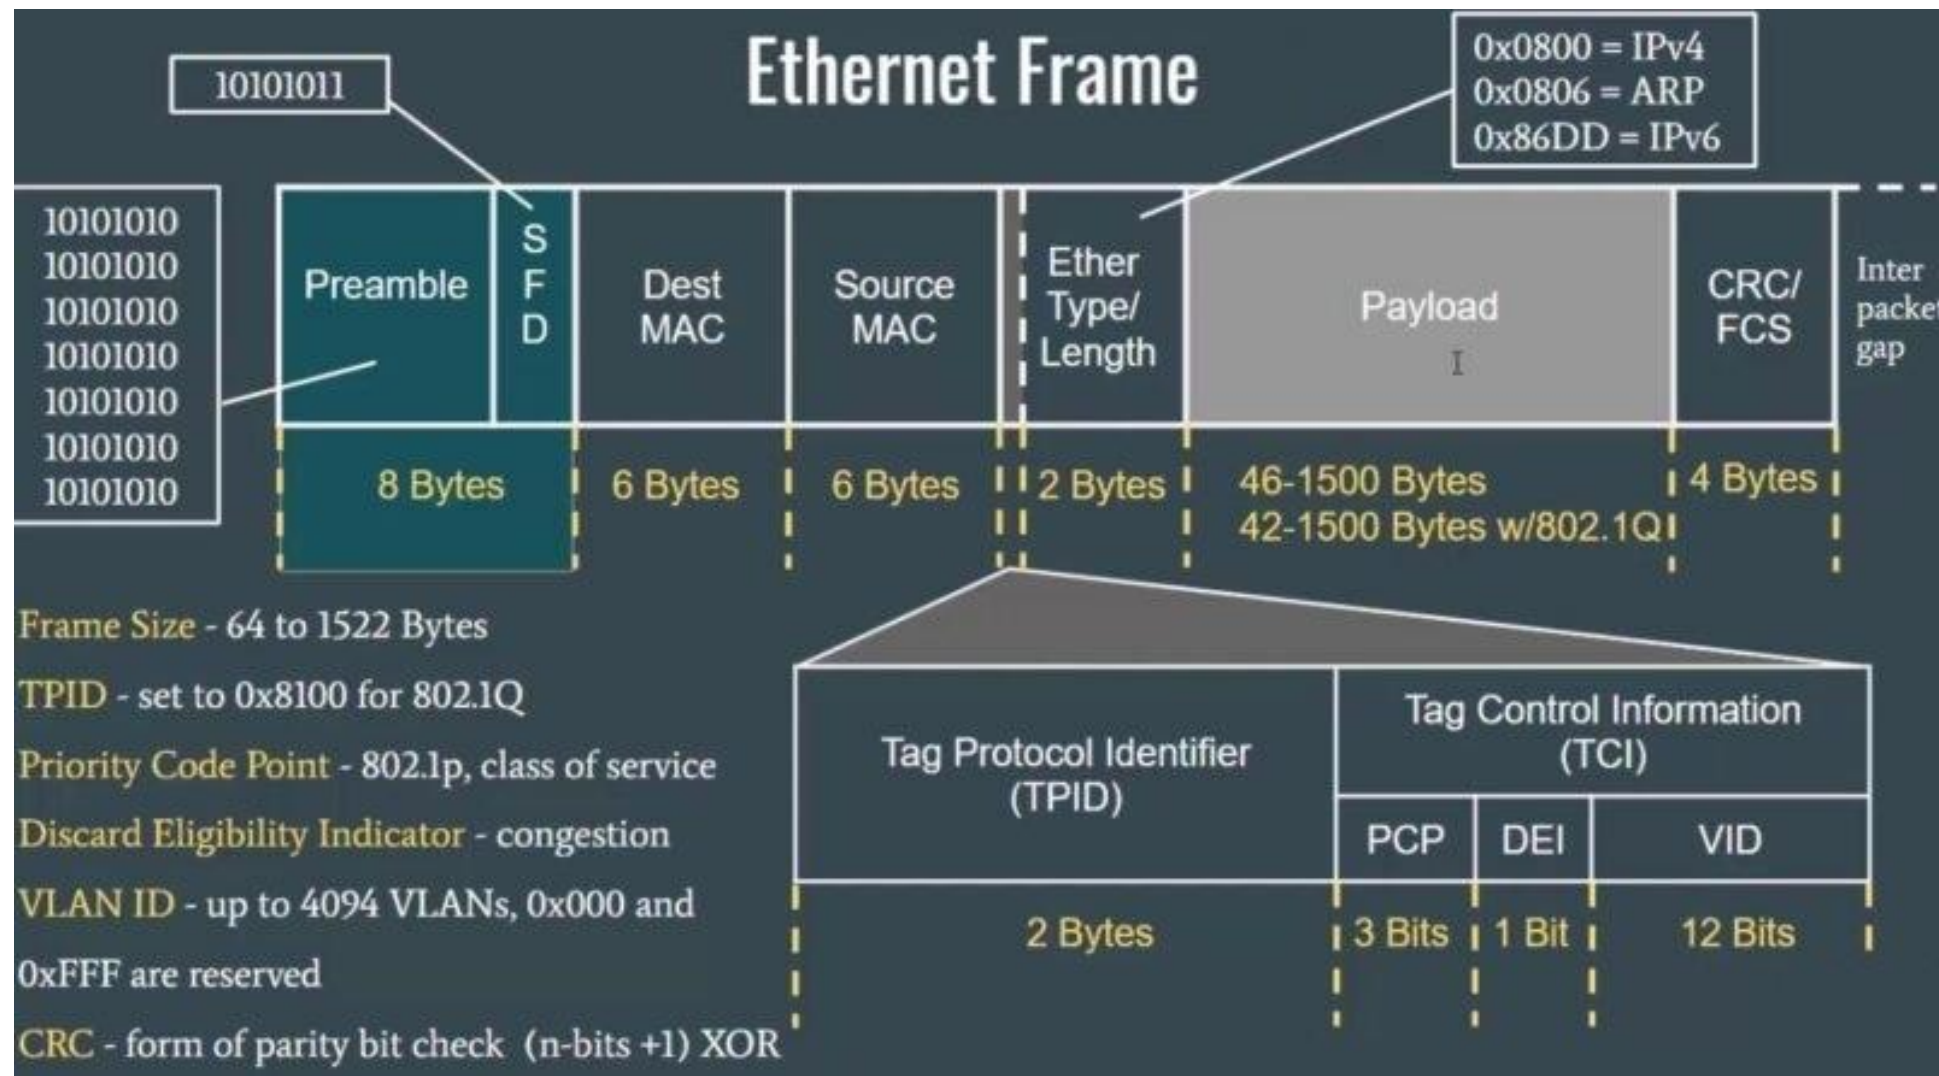 Ethernet Frame
10101011
0x0800 = IPv4
0x0806 = ARP
0x86DD = IPv6
10101010
10101010
10101010
10101010
10101010
10101010
10101010
Preamble
S
F
D
Dest
MAC
Source
MAC
Ether
Type/
Length
Payload
CRC/
FCS
Inter
packet
gap
8 Bytes
6 Bytes
6 Bytes
2 Bytes
46-1500 Bytes
42-1500 Bytes w/802.1Q
4 Bytes
Frame Size - 64 to 1522 Bytes
TPID - set to 0x8100 for 802.1Q
Priority Code Point - 802.1p, class of service
Discard Eligibility Indicator - congestion
VLAN ID - up to 4094 VLANs, 0x000 and
0xFFF are reserved
CRC - form of parity bit check (n-bits +1) XOR
Tag Protocol Identifier
(TPID)
Tag Control Information
(TCI)
PCP
DEI
VID
2 Bytes
3 Bits
1 Bit
12 Bits